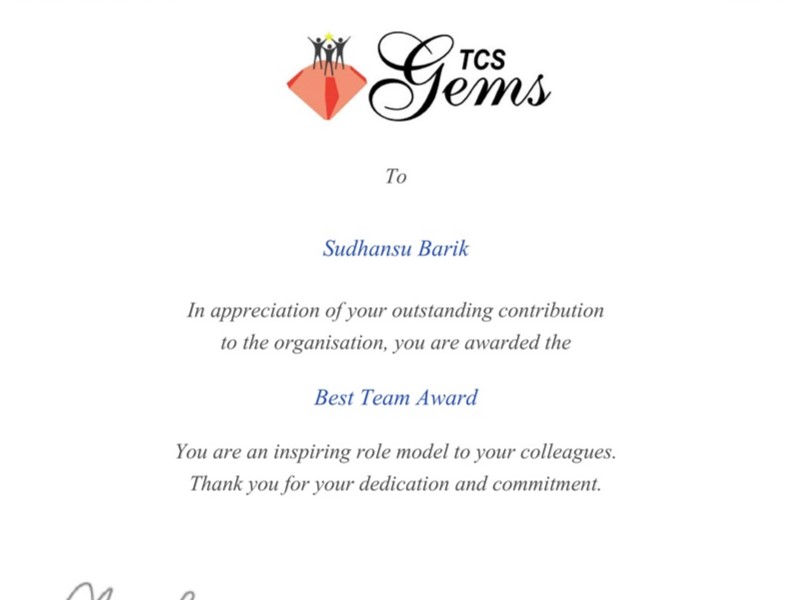 TCS
Gems
To
Sudhansu Barik
In appreciation of your outstanding contribution
to the organisation, you are awarded the
Best Team Award
You are an inspiring role model to your colleagues.
Thank you for your dedication and commitment.